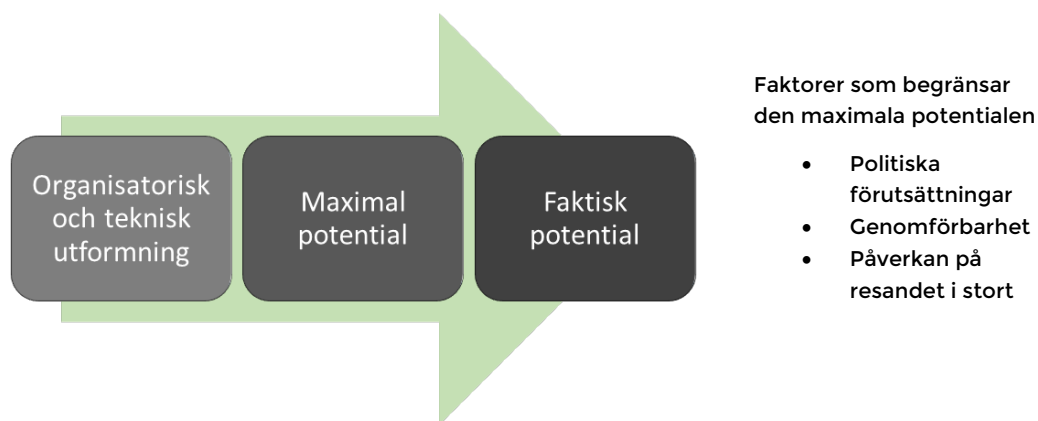 Organisatorisk
och teknisk
utformning
Maximal
potential
Faktisk
potential
Faktorer som begränsar
den maximala potentialen
• Politiska
förutsättningar
• Genomförbarhet
• Påverkan på
resandet i stort